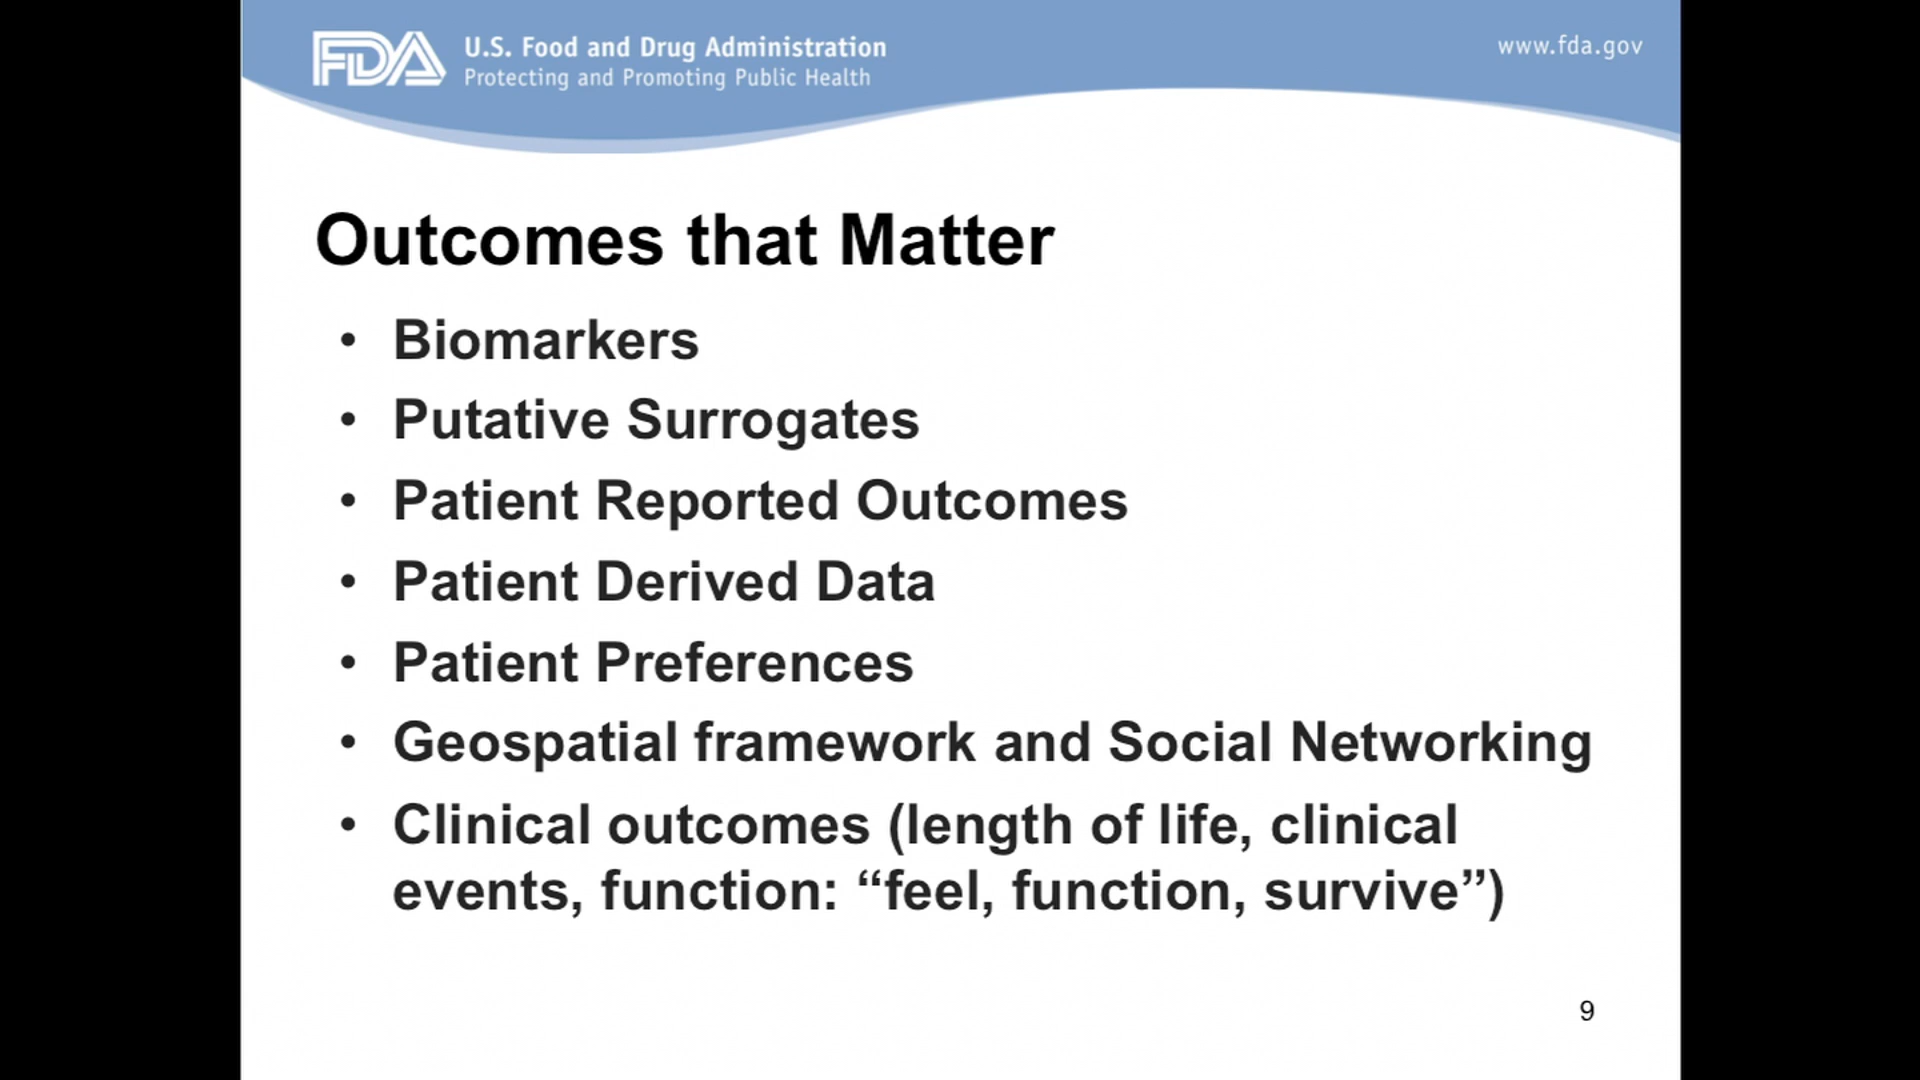 FDA U.S. Food and Drug Administration
Protecting and Promoting Public Health
www.fda.gov
Outcomes that Matter
• Biomarkers
• Putative Surrogates
• Patient Reported Outcomes
• Patient Derived Data
• Patient Preferences
• Geospatial framework and Social Networking
• Clinical outcomes (length of life, clinical
events, function: “feel, function, survive”)
9